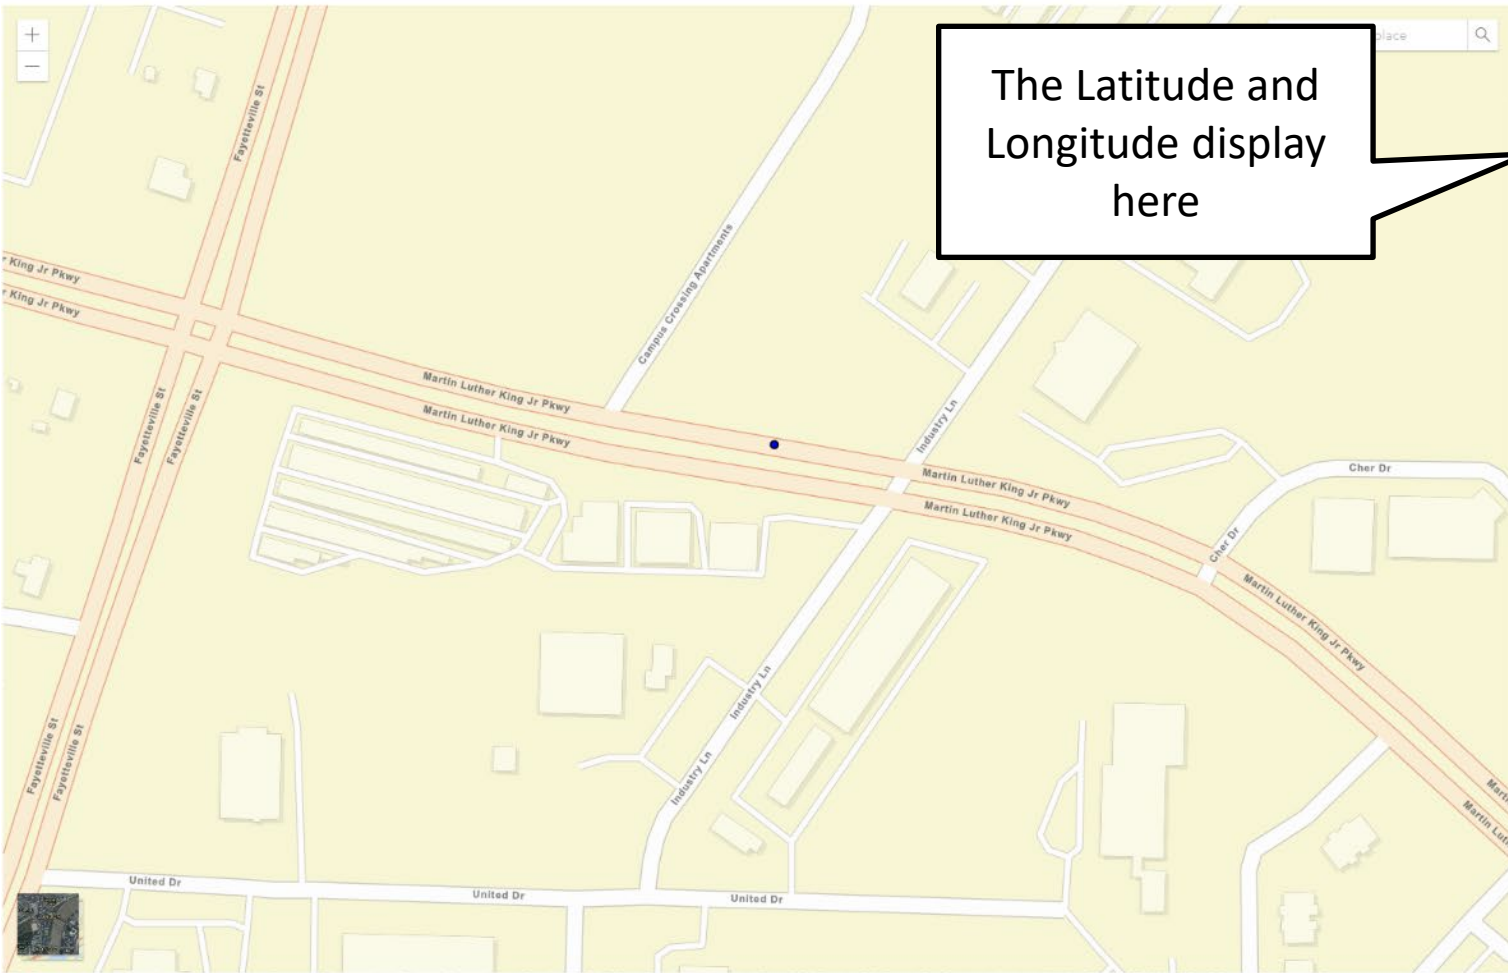 +
−
place
The Latitude and
Longitude display
here
Fayetteville St
King Jr Pkwy
King Jr Pkwy
Campus Crossing Apartments
Martin Luther King Jr Pkwy
Martin Luther King Jr Pkwy
Fayetteville St
Fayetteville St
Industry Ln
Martin Luther King Jr Pkwy
Martin Luther King Jr Pkwy
Cher Dr
Cher Dr
Martin Luther King Jr Pkwy
Industry Ln
Industry Ln
Fayetteville St
Fayetteville St
Martin
United Dr
United Dr
United Dr